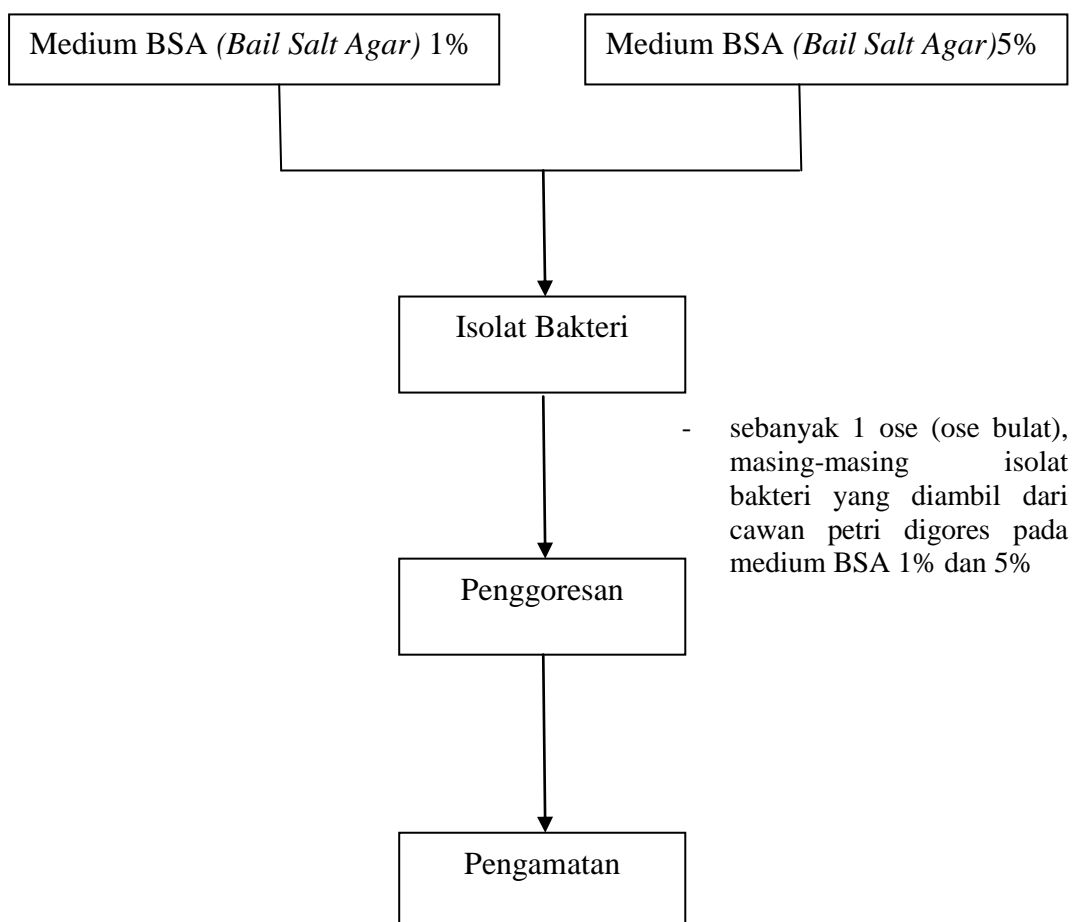 Medium BSA (Bail Salt Agar) 1%
Medium BSA (Bail Salt Agar)5%
Isolat Bakteri
- sebanyak 1 ose (ose bulat),
masing-masing isolat
bakteri yang diambil dari
cawan petri digores pada
medium BSA 1% dan 5%
Penggoresan
Pengamatan